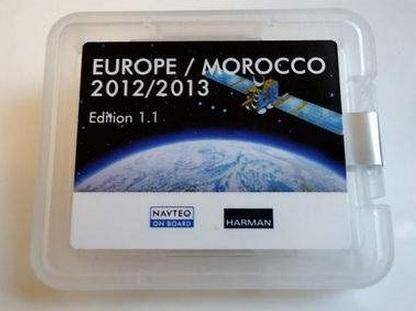 EUROPE / MOROCCO
2012/2013
Edition 1.1
NAVTEQ
ON BOARD
HARMAN